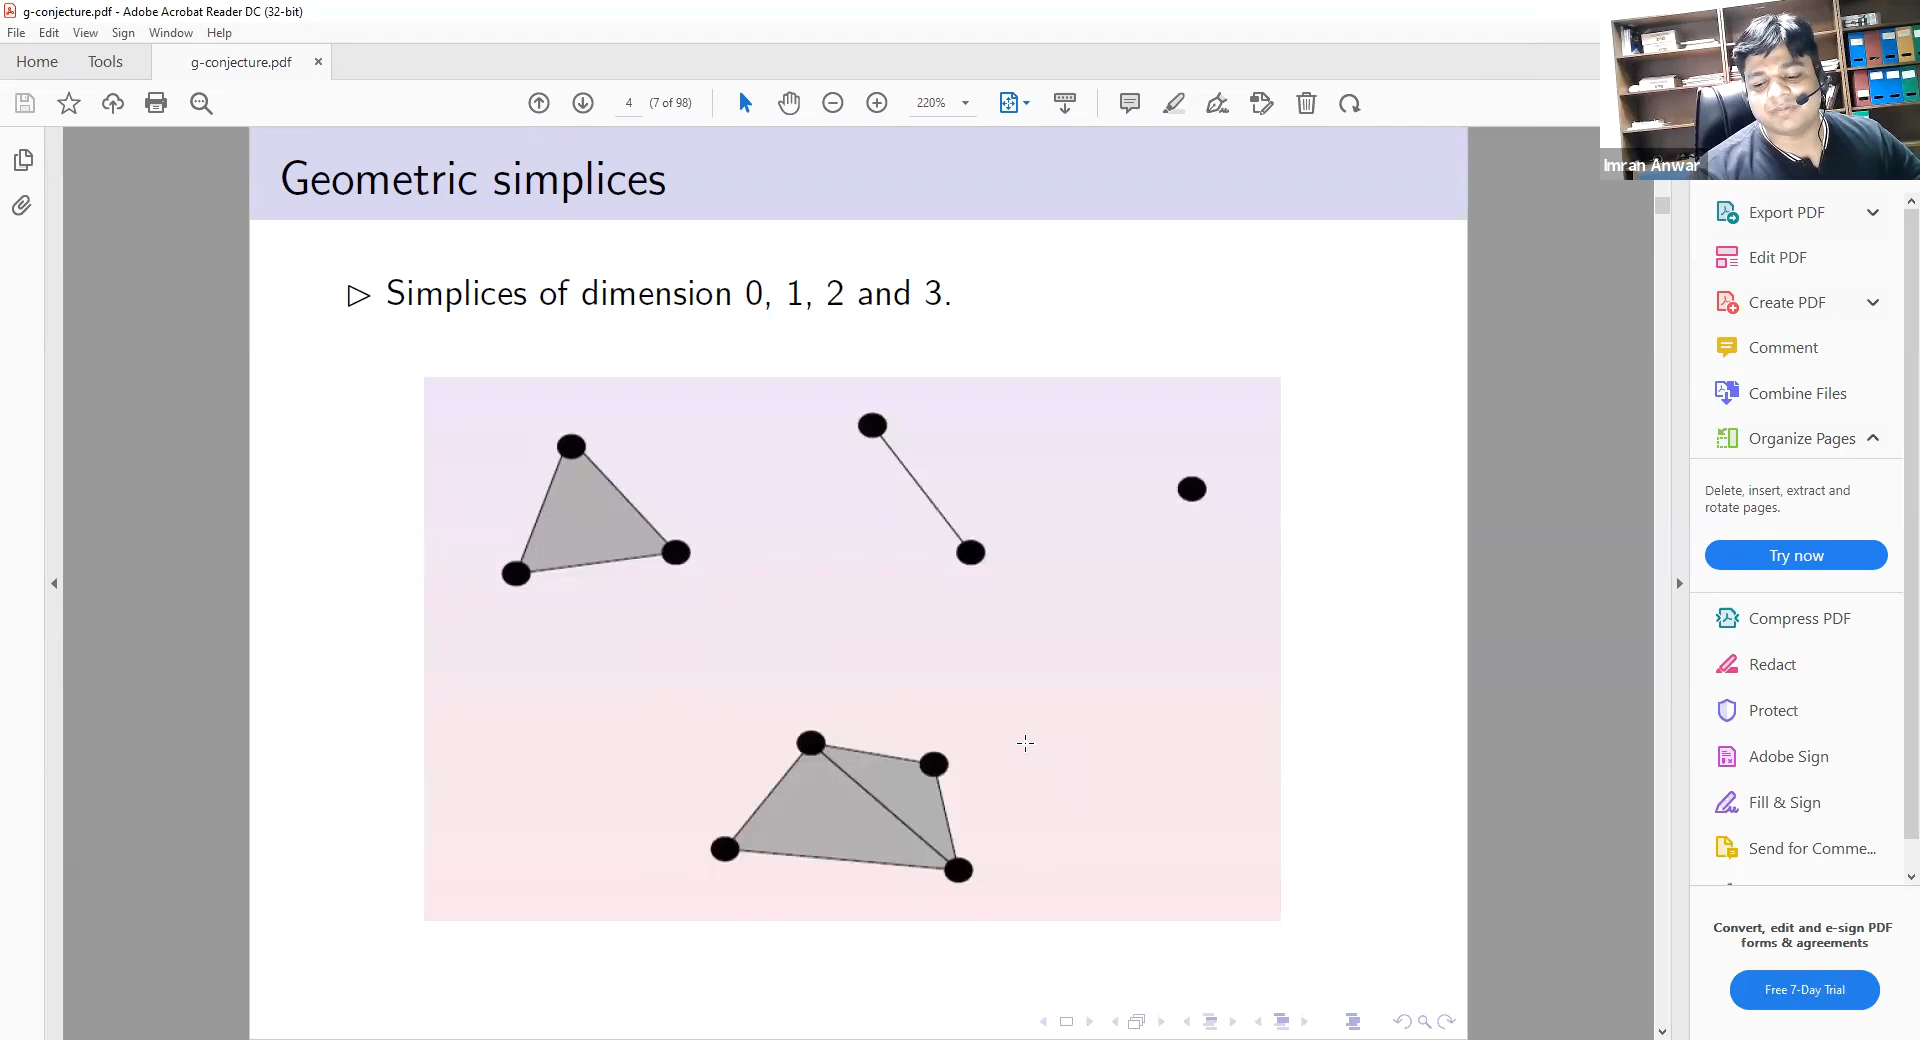 g-conjecture.pdf - Adobe Acrobat Reader DC (32-bit)
File Edit View Sign Window Help
Home Tools g-conjecture.pdf ×
4 (7 of 98) 220%
Imran Anwar
Geometric simplices
▷ Simplices of dimension 0, 1, 2 and 3.
Export PDF
Edit PDF
Create PDF
Comment
Combine Files
Organize Pages
Delete, insert, extract and
rotate pages.
Try now
Compress PDF
Redact
Protect
Adobe Sign
Fill & Sign
Send for Comme...
Convert, edit and e-sign PDF
forms & agreements
Free 7-Day Trial